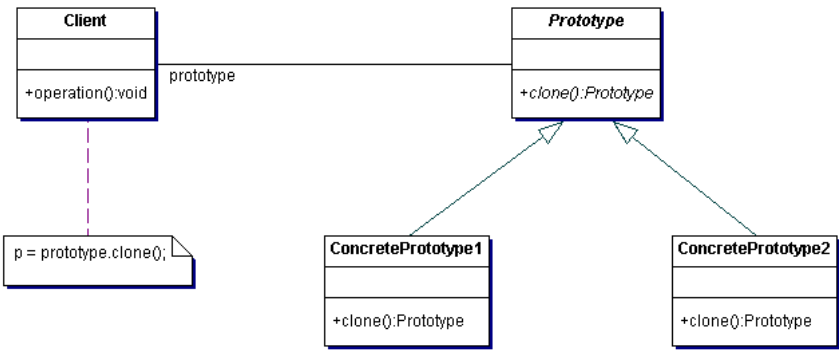 Client
Prototype
+operation():void
prototype
+clone():Prototype
p = prototype.clone();
ConcretePrototype1
ConcretePrototype2
+clone():Prototype
+clone():Prototype